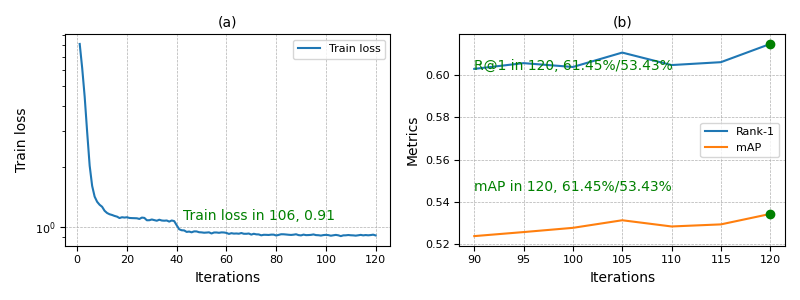 (a)
Train loss
Train loss
Train loss in 106, 0.91
10^0
0 20 40 60 80 100 120
Iterations
(b)
Metrics
0.60
0.58
0.56
0.54
0.52
R@1 in 120, 61.45%/53.43%
Rank-1
mAP
mAP in 120, 61.45%/53.43%
90 95 100 105 110 115 120
Iterations